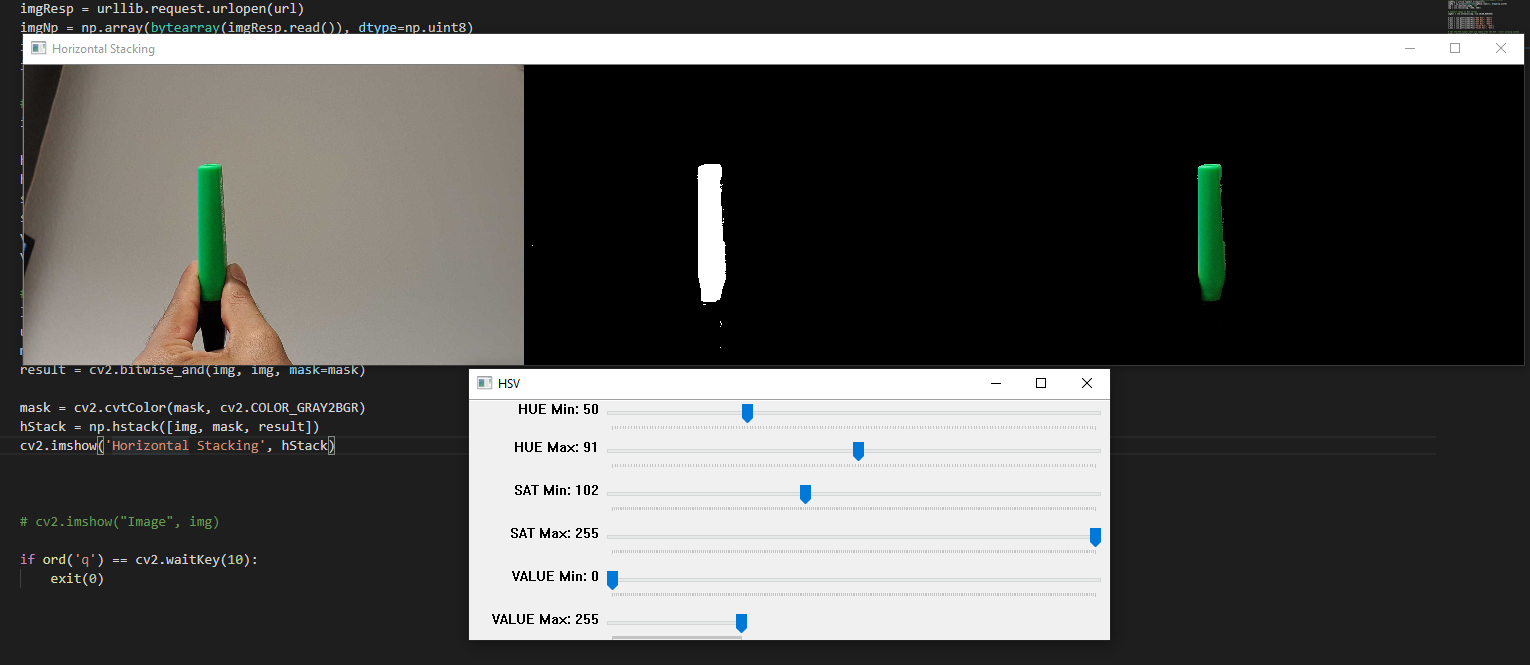 imgResp = urllib.request.urlopen(url)
imgNp = np.array(bytearray(imgResp.read()), dtype=np.uint8)
Horizontal Stacking
result = cv2.bitwise_and(img, img, mask=mask)
mask = cv2.cvtColor(mask, cv2.COLOR_GRAY2BGR)
hStack = np.hstack([img, mask, result])
cv2.imshow('Horizontal Stacking', hStack)
# cv2.imshow("Image", img)
if ord('q') == cv2.waitKey(10):
exit(0)
HSV
HUE Min: 50
HUE Max: 91
SAT Min: 102
SAT Max: 255
VALUE Min: 0
VALUE Max: 255